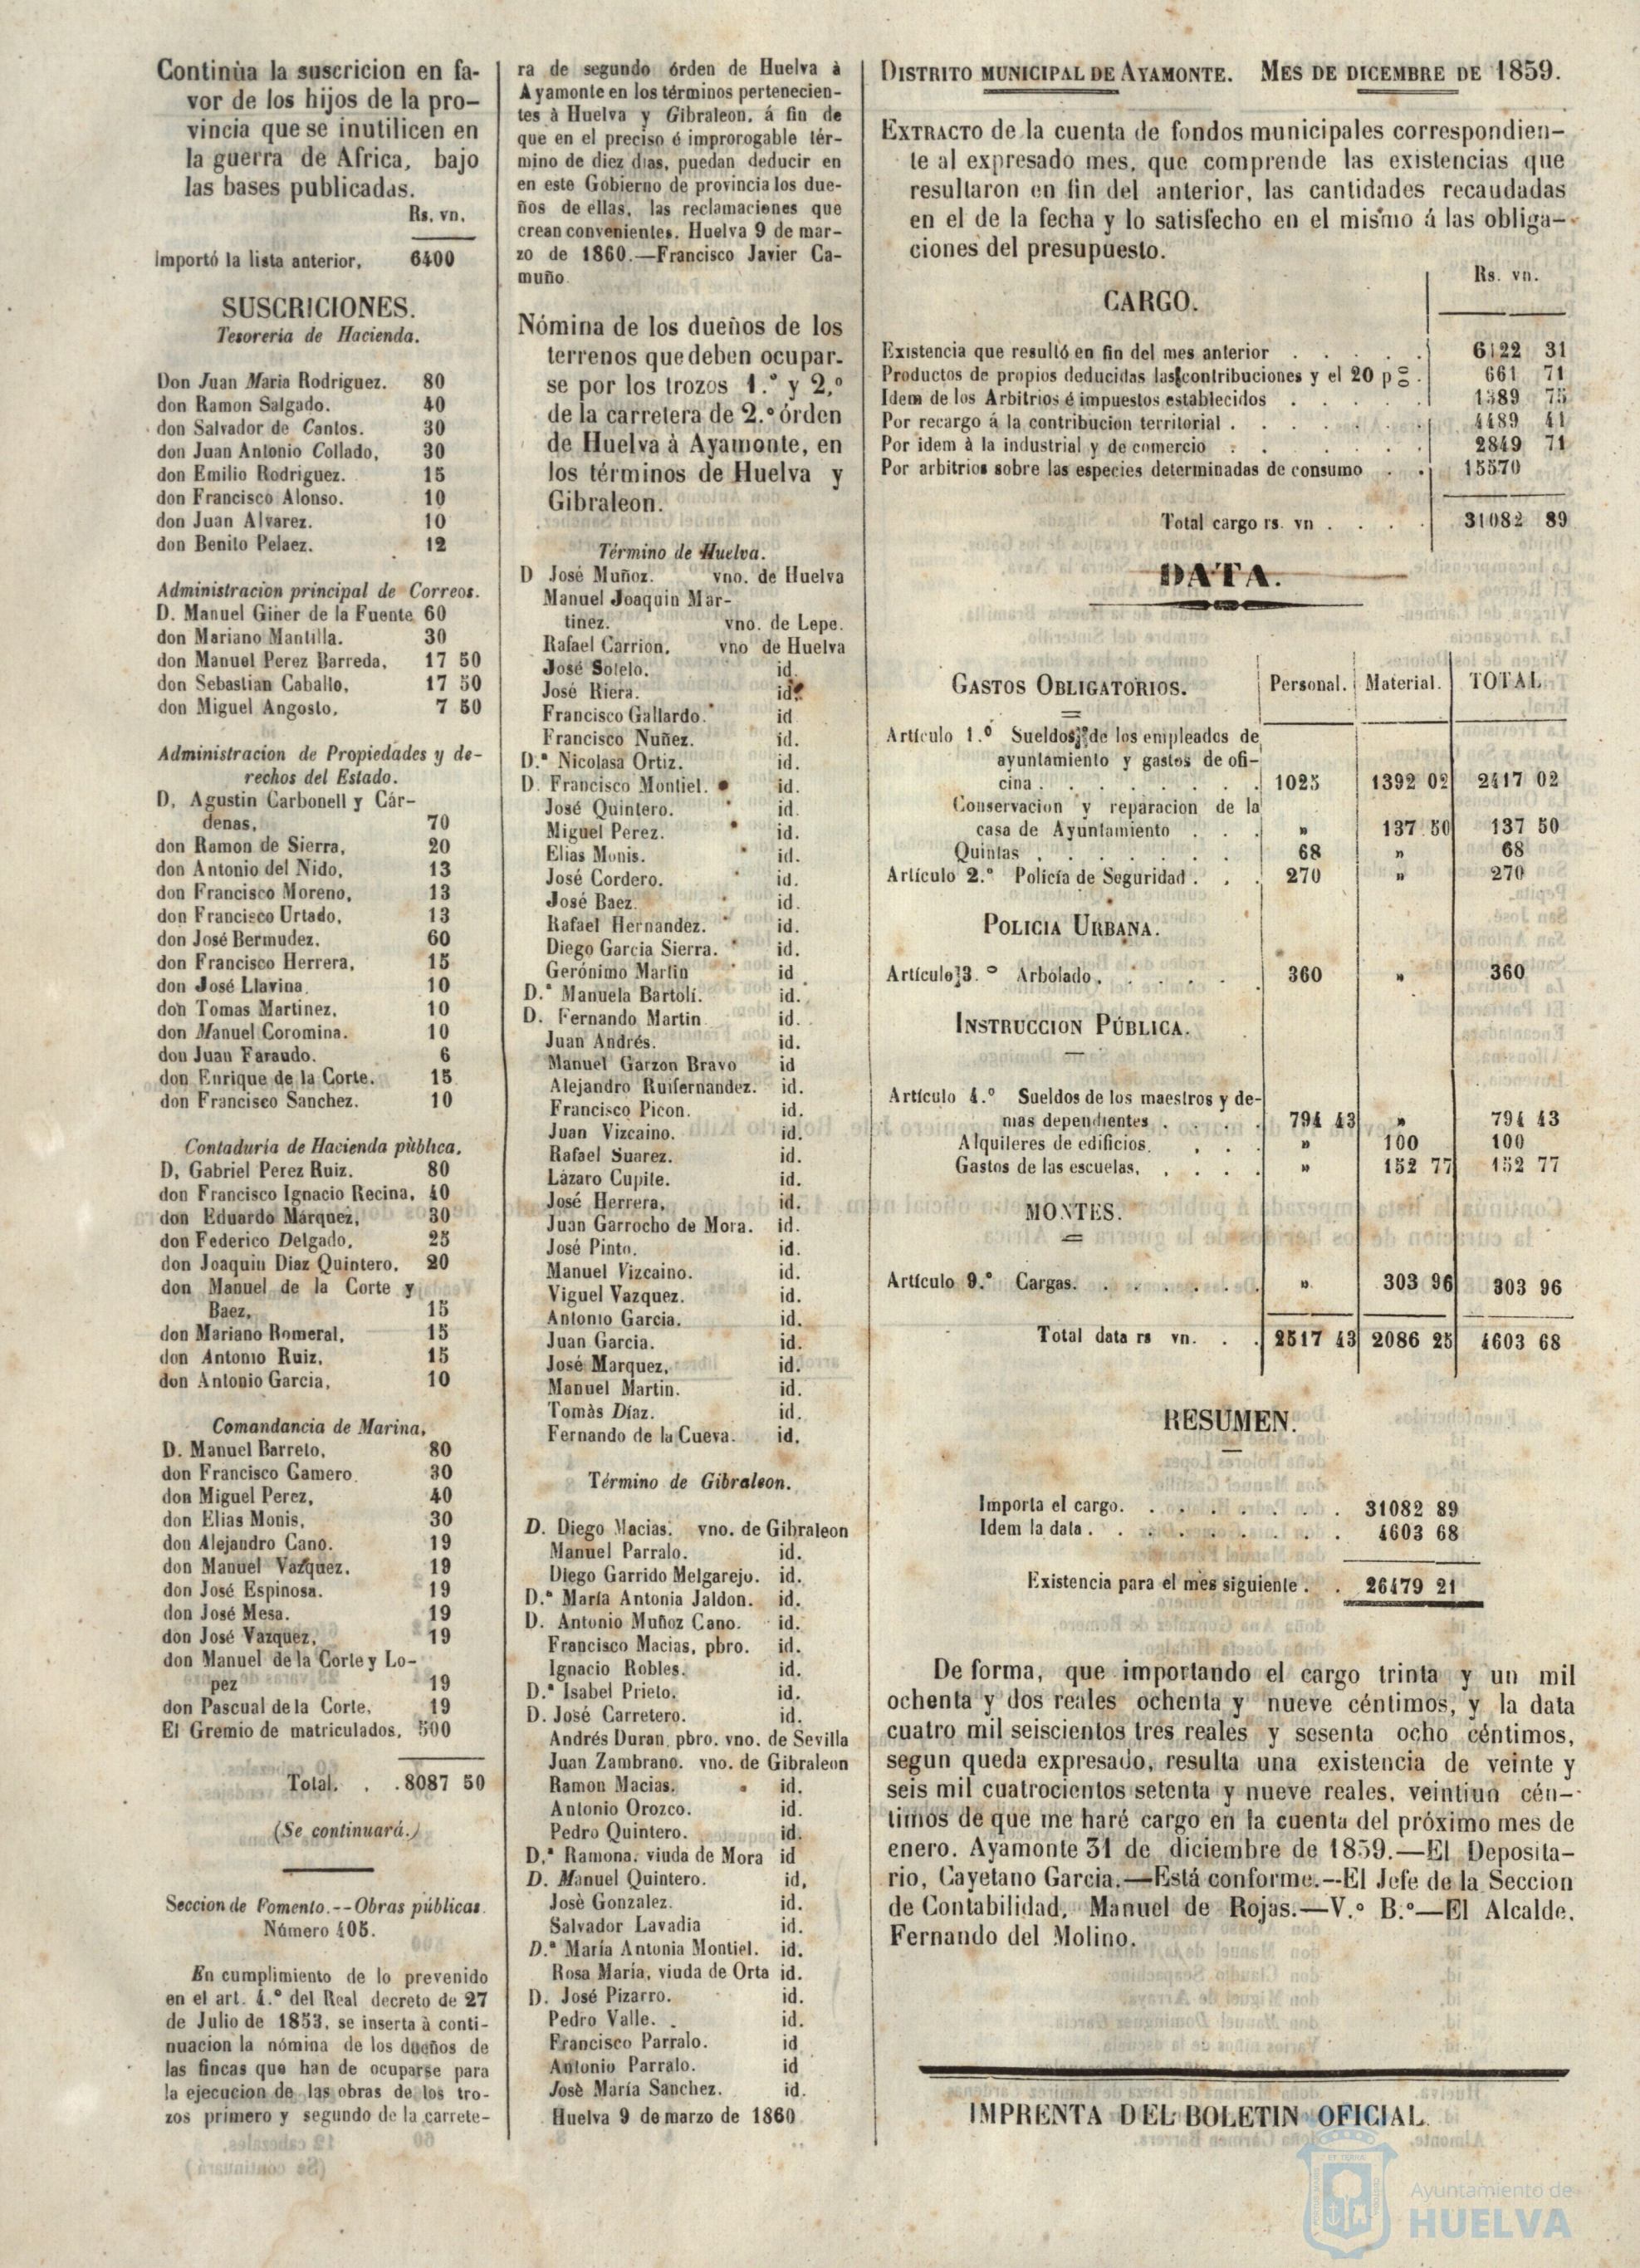 Continùa la suscricion en fa-
vor de los hijos de la pro-
vincia que se inutilicen en
la guerra de Africa, bajo
las bases publicadas.
Rs. vn.
Importó la lista anterior, 6400
SUSCRICIONES.
Tesoreria de Hacienda.
Don Juan Maria Rodriguez. 80
don Ramon Salgado. 40
don Salvador de Cantos. 30
don Juan Antonio Collado, 30
don Emilio Rodriguez. 15
don Francisco Alonso. 10
don Juan Alvarez. 10
don Benito Pelaez. 12
Administracion principal de Correos.
D. Manuel Giner de la Fuente 60
don Mariano Mantilla. 30
don Manuel Perez Barreda, 17 50
don Sebastian Caballo, 17 50
don Miguel Angosto, 7 50
Administracion de Propiedades y de-
rechos del Estado.
D, Agustin Carbonell y Cár-
denas, 70
don Ramon de Sierra, 20
don Antonio del Nido, 13
don Francisco Moreno, 13
don Francisco Urtado, 13
don José Bermudez, 60
don Francisco Herrera, 15
don José Llavina 10
don Tomas Martinez, 10
don Manuel Coromina. 10
don Juan Faraudo. 6
don Enrique de la Corte. 15
don Francisco Sanchez. 10
Contaduría de Hacienda pùblica,
D, Gabriel Perez Ruiz. 80
don Francisco Ignacio Recina, 40
don Eduardo Marquez, 30
don Federico Delgado, 25
don Joaquin Diaz Quintero, 20
don Manuel de la Corte y
Baez, 15
don Mariano Romeral, 15
don Antonio Ruiz, 15
don Antonio Garcia, 10
Comandancia de Marina,
D. Manuel Barreto, 80
don Francisco Gamero 30
don Miguel Perez, 40
don Elias Monis, 30
don Alejandro Cano. 19
don Manuel Vazquez, 19
don José Espinosa. 19
don José Mesa. 19
don José Vazquez, 19
don Manuel de la Corte y Lo-
pez 19
don Pascual de la Corte, 19
El Gremio de matriculados, 500
Total. . . 8087 50
(Se continuará.)
Seccion de Fomento.--Obras públicas
Número 405.
En cumplimiento de lo prevenido
en el art. 4.º del Real decreto de 27
de Julio de 1853, se inserta à conti-
nuacion la nómina de los dueños de
las fincas que han de ocuparse para
la ejecucion de las obras de los tro-
zos primero y segundo de la carrete-
ra de segundo órden de Huelva à
Ayamonte en los términos pertenecien-
tes à Huelva y Gibraleon, á fin de
que en el preciso é improrogable tér-
mino de diez dias, puedan deducir en
en este Gobierno de provincia los due-
ños de ellas, las reclamaciones que
crean convenientes. Huelva 9 de mar-
zo de 1860.—Francisco Javier Ca-
muño
Nómina de los dueños de los
terrenos que deben ocupar-
se por los trozos 1.º y 2.º
de la carretera de 2.º órden
de Huelva à Ayamonte, en
los términos de Huelva y
Gibraleon.
Término de Huelva.
D José Muñoz. vno. de Huelva
Manuel Joaquin Mar-
tinez. vno. de Lepe.
Rafael Carrion, vno de Huelva
José Sotelo. id.
José Riera. id.
Francisco Gallardo. id
Francisco Nuñez. id.
D.ª Nicolasa Ortiz. id.
D. Francisco Montiel. id.
José Quintero. id
Miguel Perez. id.
Elias Monis. id.
José Cordero. id.
José Baez. id.
Rafael Hernandez. id.
Diego Garcia Sierra. id.
Gerónimo Martin id
D.ª Manuela Bartolí. id.
D. Fernando Martin id.
Juan Andrés. id.
Manuel Garzon Bravo id
Alejandro Ruifernandez. id.
Francisco Picon. id.
Juan Vizcaino. id.
Rafael Suarez. id.
Lázaro Cupite. id.
José Herrera, id.
Juan Garrocho de Mora. id.
José Pinto. id.
Manuel Vizcaino. id.
Viguel Vazquez. id.
Antonio Garcia. id.
Juan Garcia. id.
José Marquez, id.
Manuel Martin. id.
Tomàs Díaz. id.
Fernando de la Cueva. id.
Término de Gibraleon.
D. Diego Macias. vno. de Gibraleon
Manuel Parralo. id.
Diego Garrido Melgarejo. id.
D.ª María Antonia Jaldon. id.
D. Antonio Muñoz Cano. id.
Francisco Macias, pbro. id.
Ignacio Robles. id.
D.ª Isabel Prieto. id.
D. José Carretero. id.
Andrés Duran, pbro. vno. de Sevilla
Juan Zambrano. vno. de Gibraleon
Ramon Macias. id.
Antonio Orozco. id.
Pedro Quintero. id.
D.ª Ramona, viuda de Mora id
D. Manuel Quintero. id,
Josè Gonzalez. id.
Salvador Lavadia id.
D.ª María Antonia Montiel. id.
Rosa María, viuda de Orta id.
D. José Pizarro. id.
Pedro Valle. id.
Francisco Parralo. id
Antonio Parralo. id
Josè María Sanchez. id.
Huelva 9 de marzo de 1860
DISTRITO MUNICIPAL DE AYAMONTE. MES DE DICEMBRE DE 1859.
EXTRACTO de la cuenta de fondos municipales correspondien-
te al expresado mes, que comprende las existencias que
resultaron en fin del anterior, las cantidades recaudadas
en el de la fecha y lo satisfecho en el mismo á las obliga-
ciones del presupuesto.
Rs. vn.
CARGO.
Existencia que resultó en fin del mes anterior . . . . . 6122 31
Productos de propios deducidas las contribuciones y el 20 p o/o . 661 71
Idem de los Arbitrios é impuestos establecidos . . . . . 1389 75
Por recargo á la contribucion territorial . . . . . . . 4489 41
Por idem à la industrial y de comercio . . . . . . 2849 71
Por arbitrios sobre las especies determinadas de consumo . . 15570
Total cargo rs. vn . . . . 31082 89
DATA.
GASTOS OBLIGATORIOS. Personal. Material. TOTAL
Artículo 1.º Sueldos de los empleados de
ayuntamiento y gastos de ofi-
cina . . . . . . . . 1025 1392 02 2417 02
Conservacion y reparacion de la
casa de Ayuntamiento . . . » 137 50 137 50
Quintas . . . . . . . 68 » 68
Artículo 2.º Policía de Seguridad . . . 270 » 270
POLICIA URBANA.
Artículo 3.º Arbolado . . . . . 360 » 360
INSTRUCCION PÚBLICA.
Artículo 4.º Sueldos de los maestros y de-
mas dependientes . . . . 794 43 » 794 43
Alquileres de edificios. . . . » 100 100
Gastos de las escuelas, . . . . » 152 77 152 77
MONTES.
Artículo 9.º Cargas. . . . . . . » 303 96 303 96
Total data rs vn. . . 2517 43 2086 25 4603 68
RESUMEN.
Importa el cargo. . . . . . . . 31082 89
Idem la data . . . . . . . . . 4603 68
Existencia para el mes siguiente . . 26479 21
De forma, que importando el cargo trinta y un mil
ochenta y dos reales ochenta y nueve céntimos, y la data
cuatro mil seiscientos tres reales y sesenta ocho céntimos,
segun queda expresado, resulta una existencia de veinte y
seis mil cuatrocientos setenta y nueve reales, veintiun cén-
timos de que me haré cargo en la cuenta del próximo mes de
enero. Ayamonte 31 de diciembre de 1859.—El Deposita-
rio, Cayetano Garcia.—Está conforme.--El Jefe de la Seccion
de Contabilidad, Manuel de Rojas.—V.º B.º—El Alcalde,
Fernando del Molino.
IMPRENTA DEL BOLETIN OFICIAL
Ayuntamiento de
HUELVA